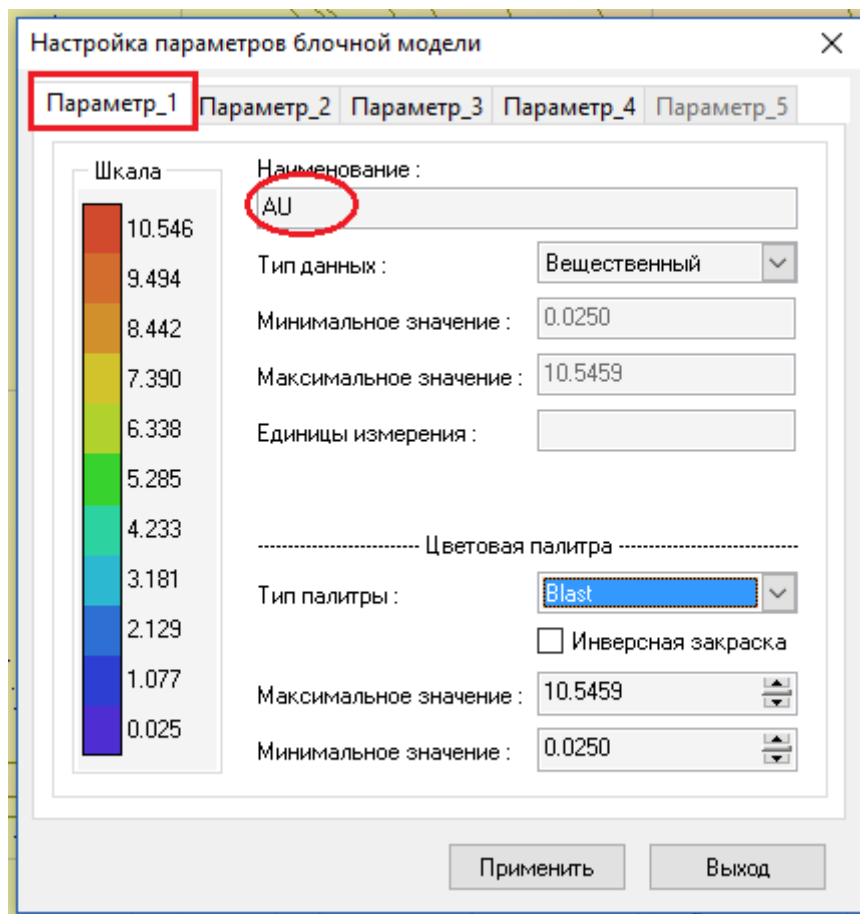 Настройка параметров блочной модели
Параметр_1 Параметр_2 Параметр_3 Параметр_4 Параметр_5
Шкала
10.546
9.494
8.442
7.390
6.338
5.285
4.233
3.181
2.129
1.077
0.025
Наименование :
AU
Тип данных : Вещественный
Минимальное значение : 0.0250
Максимальное значение : 10.5459
Единицы измерения :
Цветовая палитра
Тип палитры : Blast
Инверсная закраска
Максимальное значение : 10.5459
Минимальное значение : 0.0250
Применить Выход